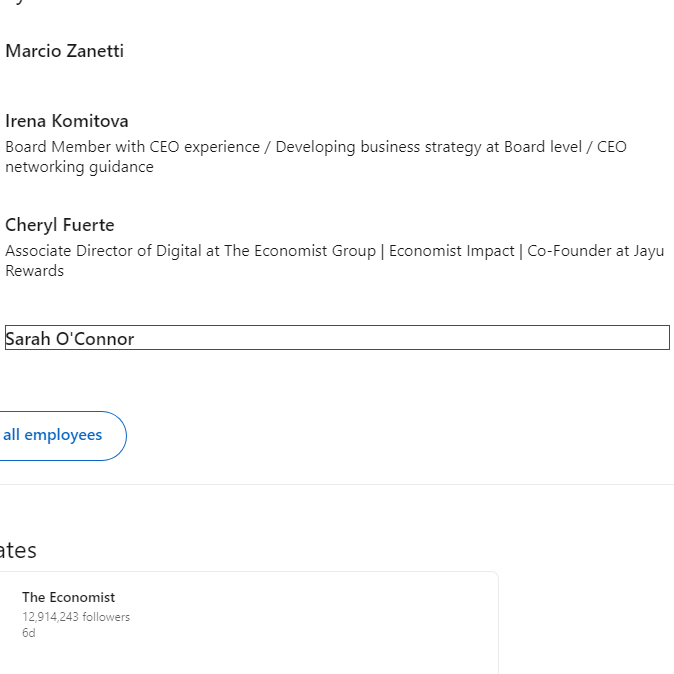 Marcio Zanetti
Irena Komitova
Board Member with CEO experience / Developing business strategy at Board level / CEO
networking guidance
Cheryl Fuerte
Associate Director of Digital at The Economist Group | Economist Impact | Co-Founder at Jayu
Rewards
Sarah O'Connor
all employees
ates
The Economist
12,914,243 followers
6d